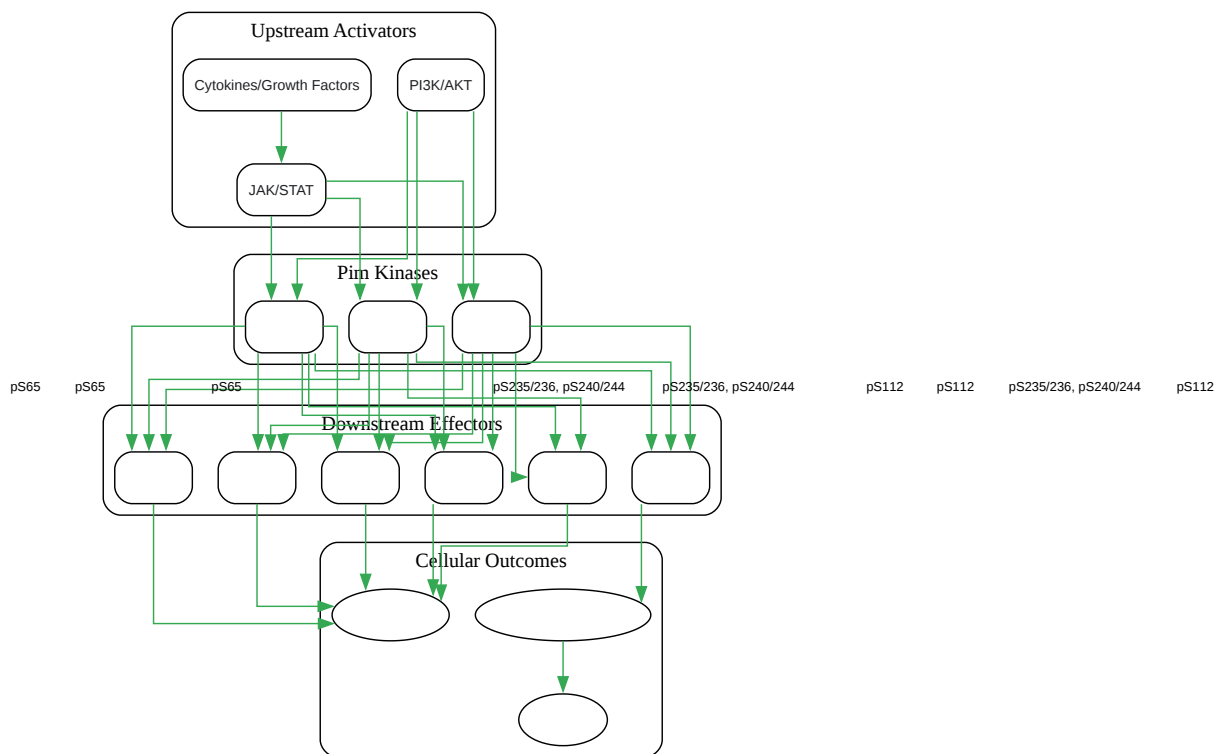 Upstream Activators
Cytokines/Growth Factors
PI3K/AKT
JAK/STAT
Pim Kinases
pS65
pS65
pS65
pS235/236, pS240/244
pS235/236, pS240/244
pS112
pS112
pS235/236, pS240/244
pS112
Downstream Effectors
Cellular Outcomes